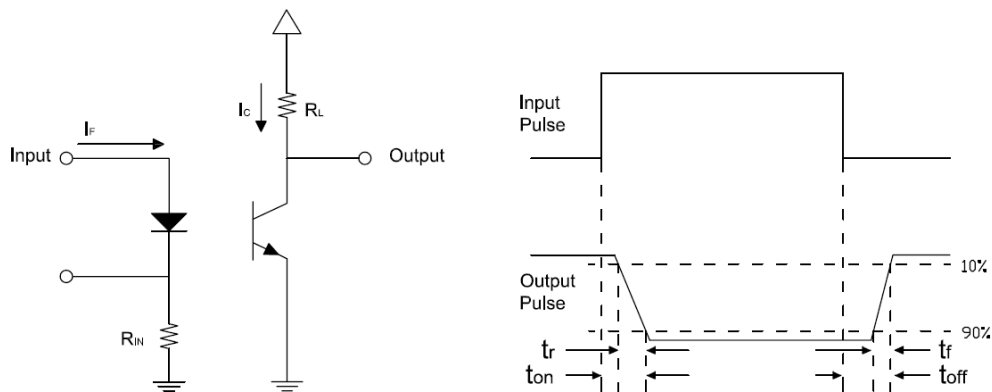 Input
IF
IC
RL
Output
RIN
Input
Pulse
Output
Pulse
10%
90%
tr
tf
ton
toff